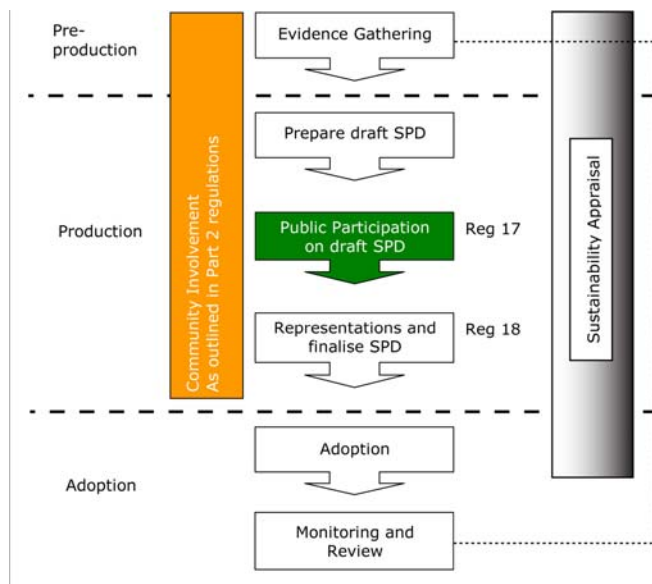 Pre-
production
Evidence Gathering
Prepare draft SPD
Production
Public Participation
on draft SPD
Reg 17
Representations and
finalise SPD
Reg 18
Community Involvement
As outlined in Part 2 regulations
Sustainability Appraisal
Adoption
Adoption
Monitoring and
Review